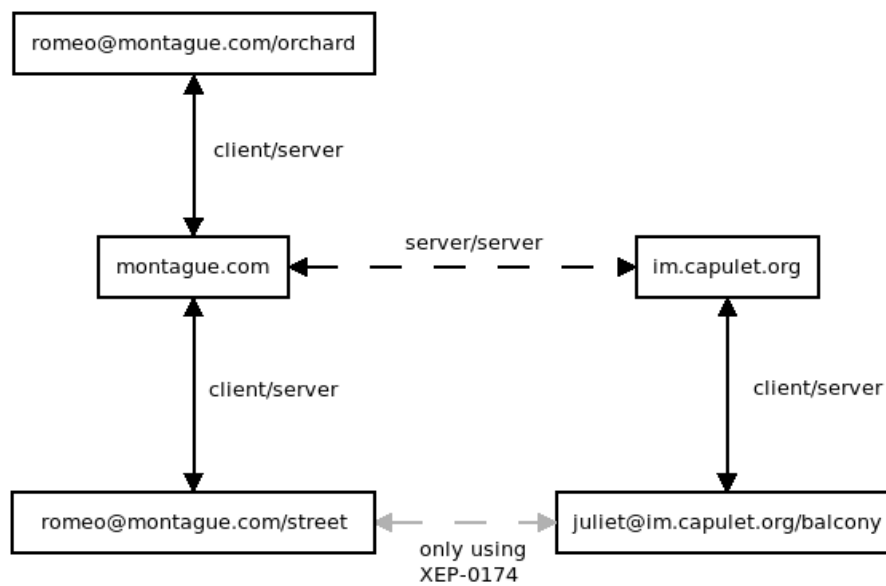 romeo@montague.com/orchard
client/server
server/server
montague.com
im.capulet.org
client/server
client/server
romeo@montague.com/street
juliet@im.capulet.org/balcony
only using
XEP-0174